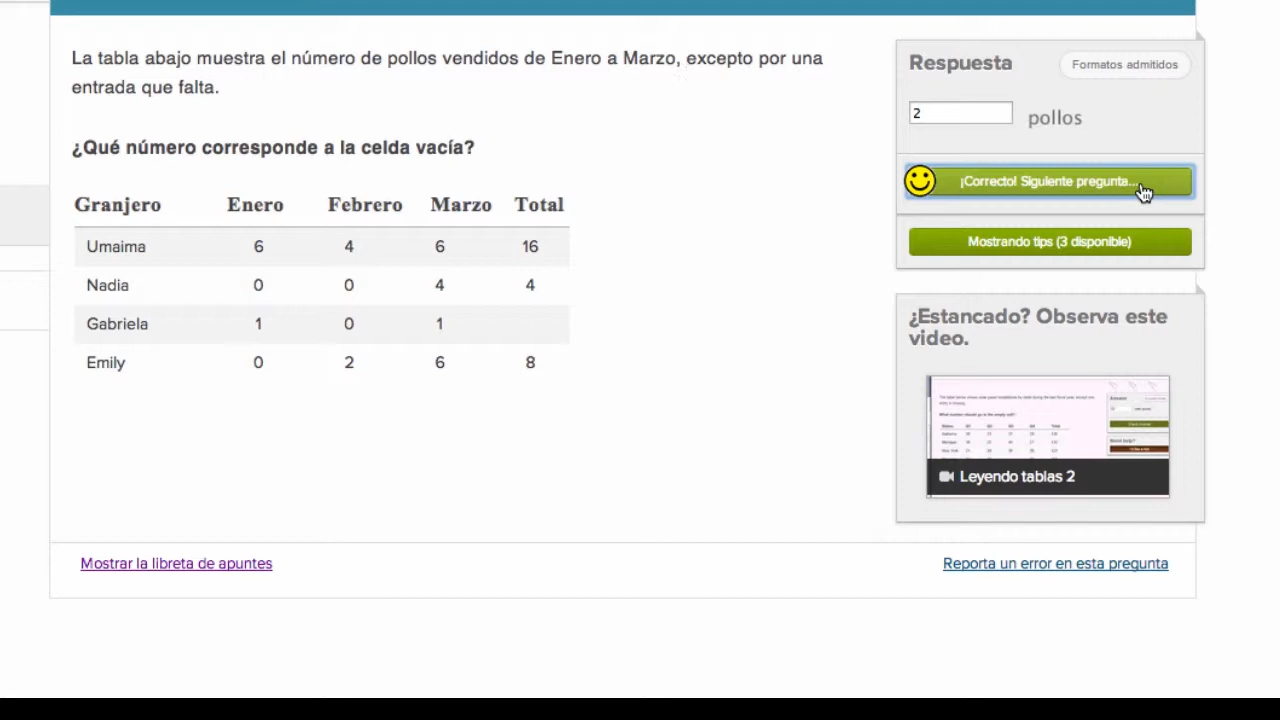 La tabla abajo muestra el número de pollos vendidos de Enero a Marzo, excepto por una
entrada que falta.
¿Qué número corresponde a la celda vacía?
Granjero Enero Febrero Marzo Total
Umaima 6 4 6 16
Nadia 0 0 4 4
Gabriela 1 0 1
Emily 0 2 6 8
Respuesta Formatos admitidos
2 pollos
¡Correcto! Siguiente pregunta...
Mostrando tips (3 disponible)
¿Estancado? Observa este
video.
Leyendo tablas 2
Mostrar la libreta de apuntes
Reporta un error en esta pregunta